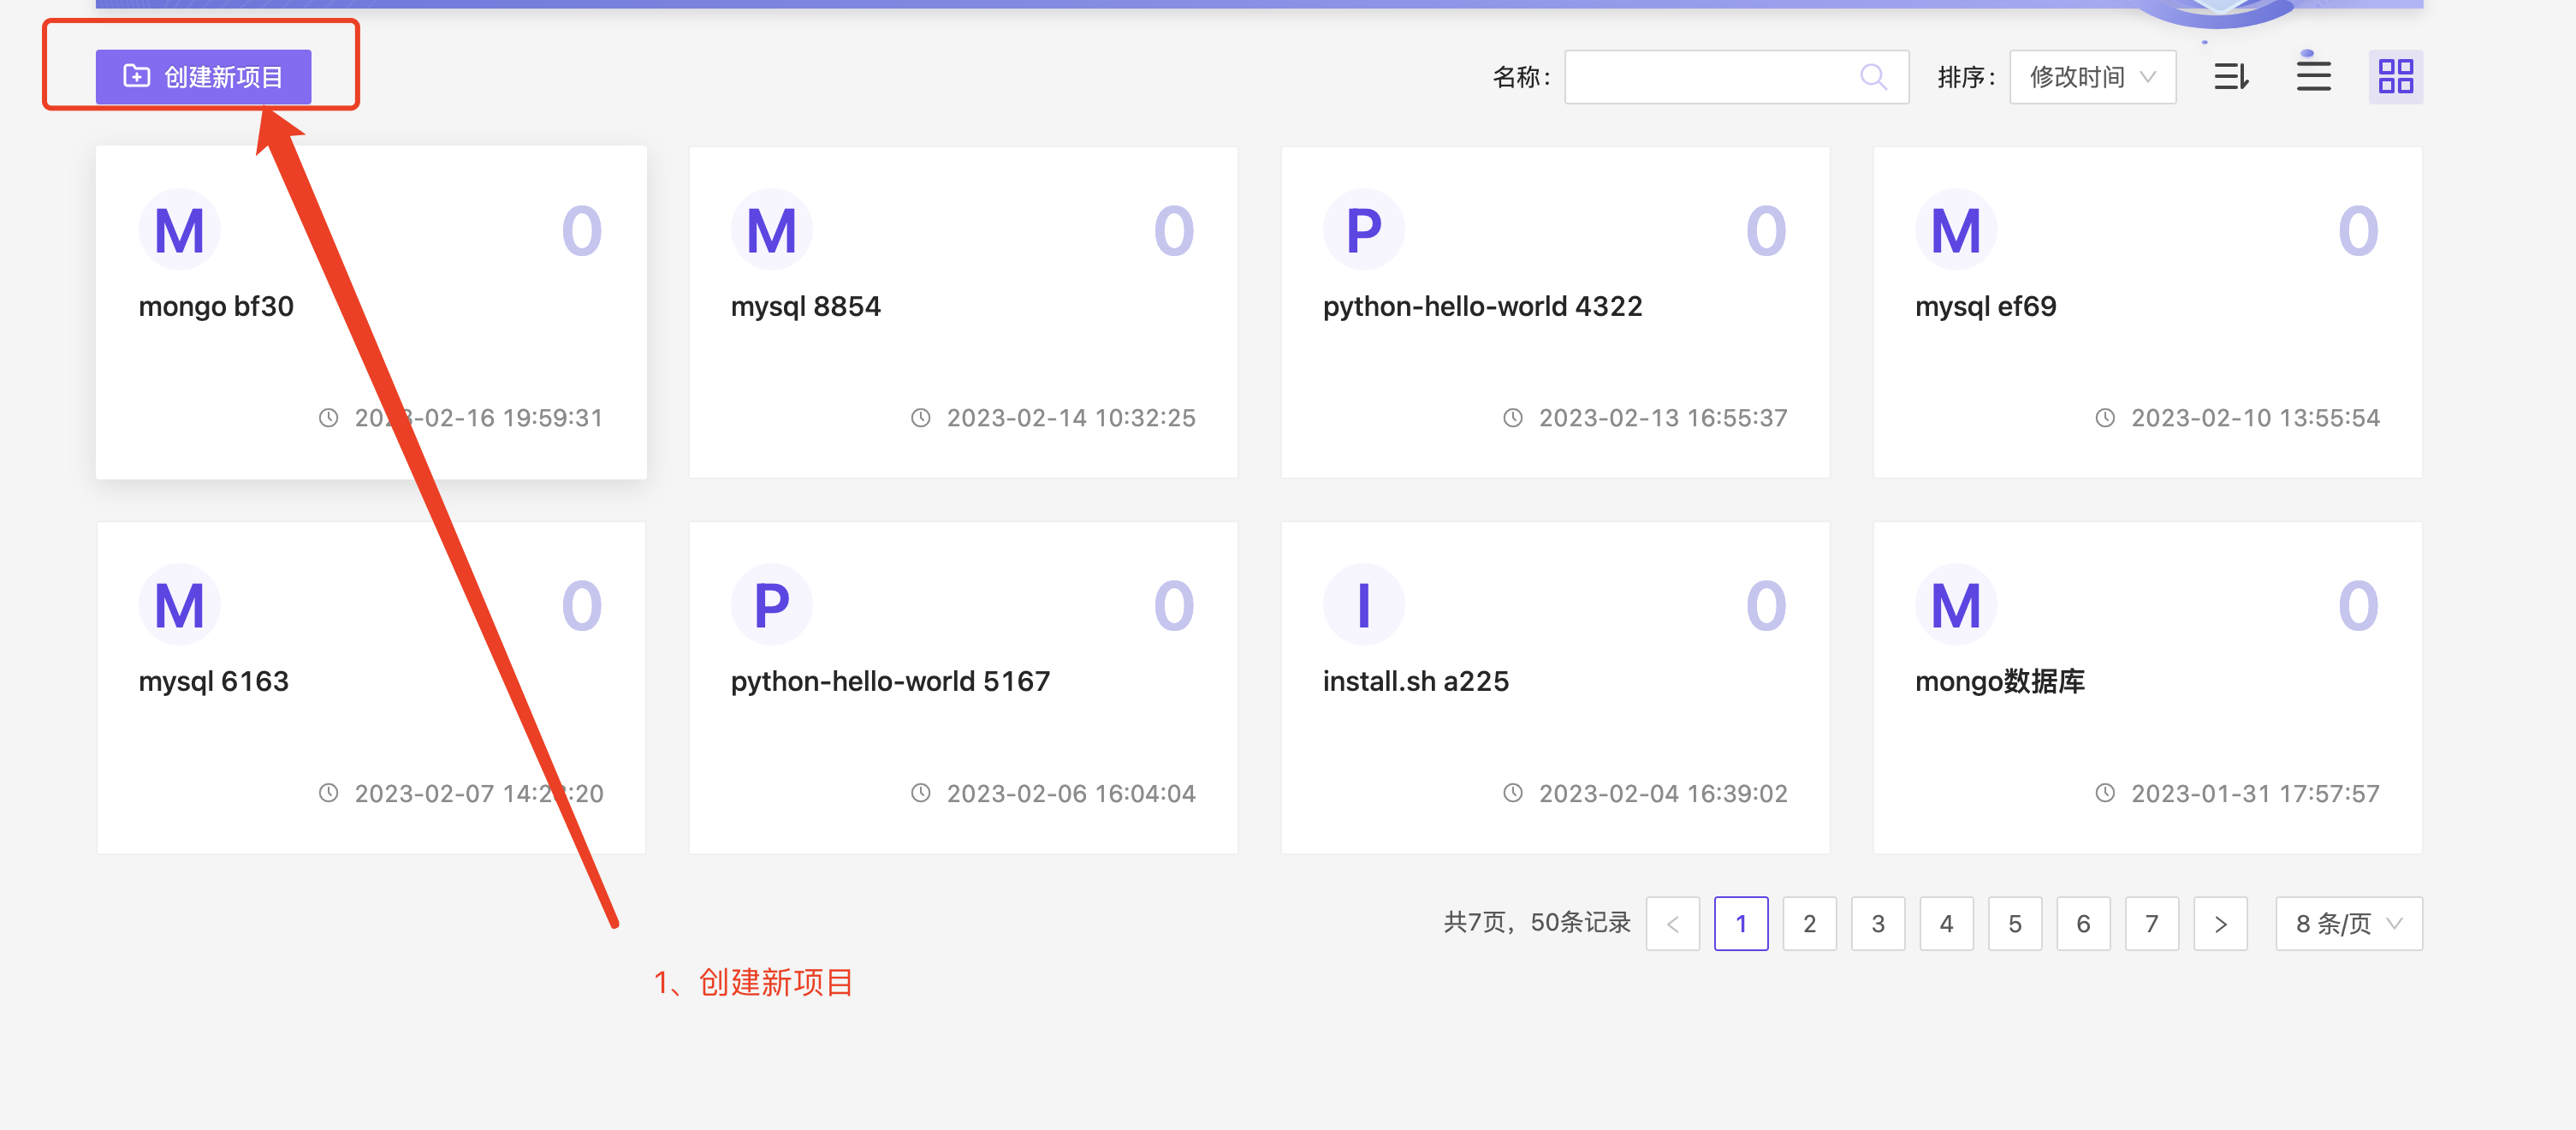 创建新项目
名称：
排序：
修改时间
M 0
mongo bf30
2023-02-16 19:59:31
M 0
mysql 8854
2023-02-14 10:32:25
P 0
python-hello-world 4322
2023-02-13 16:55:37
M 0
mysql ef69
2023-02-10 13:55:54
M 0
mysql 6163
2023-02-07
P 0
python-hello-world 5167
2023-02-06 16:04:04
I 0
install.sh a225
2023-02-04 16:39:02
M 0
mongo数据库
2023-01-31 17:57:57
共7页，50条记录 < 1 2 3 4 5 6 7 > 8 条/页
1、创建新项目